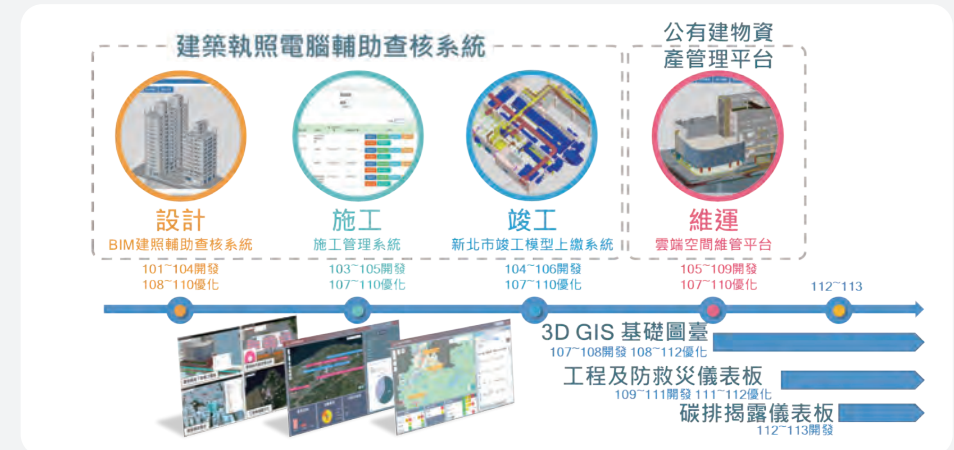 建築執照電腦輔助查核系統
公有建物資
產管理平台
設計
BIM建照輔助查核系統
101~104開發
108~110優化
施工
施工管理系統
103~105開發
107~110優化
竣工
新北市竣工模型上繳系統
104~106開發
107~110優化
維運
雲端空間維管平台
105~109開發
107~110優化
112~113
3D GIS 基礎圖臺
107~108開發 108~112優化
工程及防救災儀表板
109~111開發 111~112優化
碳排揭露儀表板
112~113開發